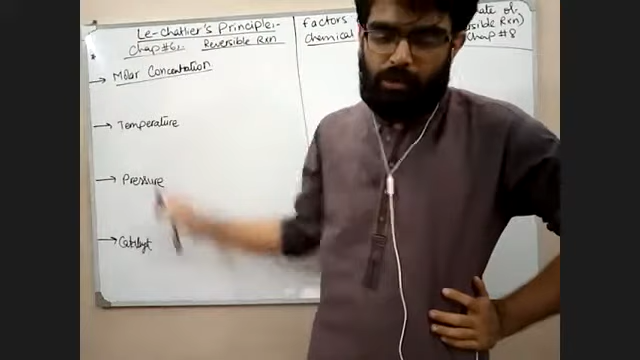 Le-chatlier's Principle:-
Chap#6:- Reversible Rxn
→ Molar Concentration
→ Temperature
→ Pressure
→ Catalyst
factors
chemical
ate of
sible Rxn)
Chap #8